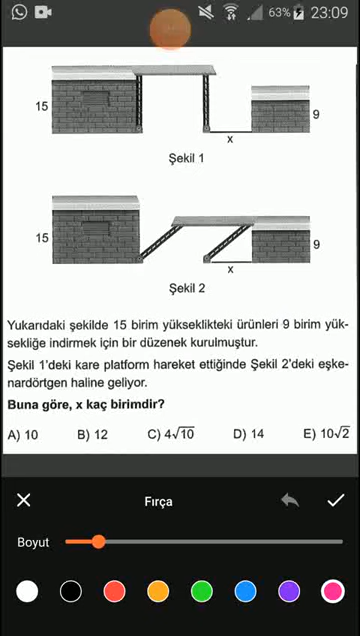 63% 23:09
15
9
x
Şekil 1
15
9
x
Şekil 2
Yukarıdaki şekilde 15 birim yükseklikteki ürünleri 9 birim yük-
sekliğe indirmek için bir düzenek kurulmuştur.
Şekil 1'deki kare platform hareket ettiğinde Şekil 2'deki eşke-
nardörtgen haline geliyor.
Buna göre, x kaç birimdir?
A) 10 B) 12 C) 4√10 D) 14 E) 10√2
Fırça
Boyut